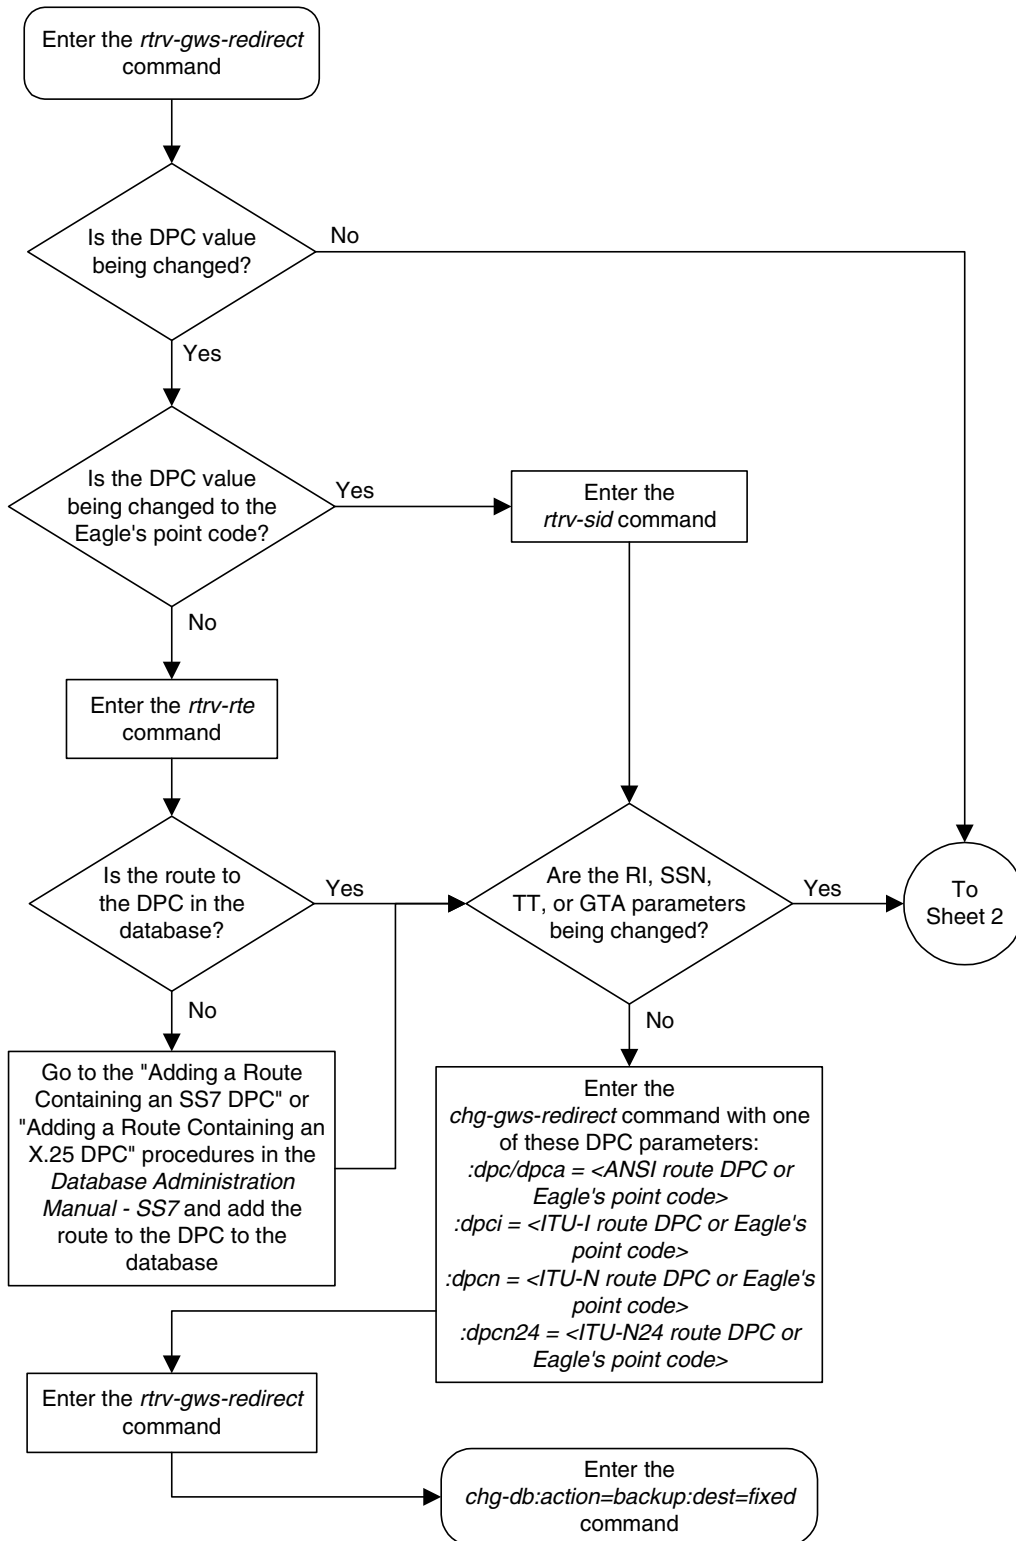 Enter the rtrv-gws-redirect
command
Is the DPC value
being changed?
No
Yes
Is the DPC value
being changed to the
Eagle's point code?
Yes
Enter the
rtrv-sid command
No
Enter the rtrv-rte
command
Is the route to
the DPC in the
database?
Yes
Are the RI, SSN,
TT, or GTA parameters
being changed?
Yes
To
Sheet 2
No
No
Go to the "Adding a Route
Containing an SS7 DPC" or
"Adding a Route Containing an
X.25 DPC" procedures in the
Database Administration
Manual - SS7 and add the
route to the DPC to the
database
Enter the
chg-gws-redirect command with one
of these DPC parameters:
:dpc/dpca = <ANSI route DPC or
Eagle's point code>
:dpci = <ITU-I route DPC or Eagle's
point code>
:dpcn = <ITU-N route DPC or Eagle's
point code>
:dpcn24 = <ITU-N24 route DPC or
Eagle's point code>
Enter the rtrv-gws-redirect
command
Enter the
chg-db:action=backup:dest=fixed
command